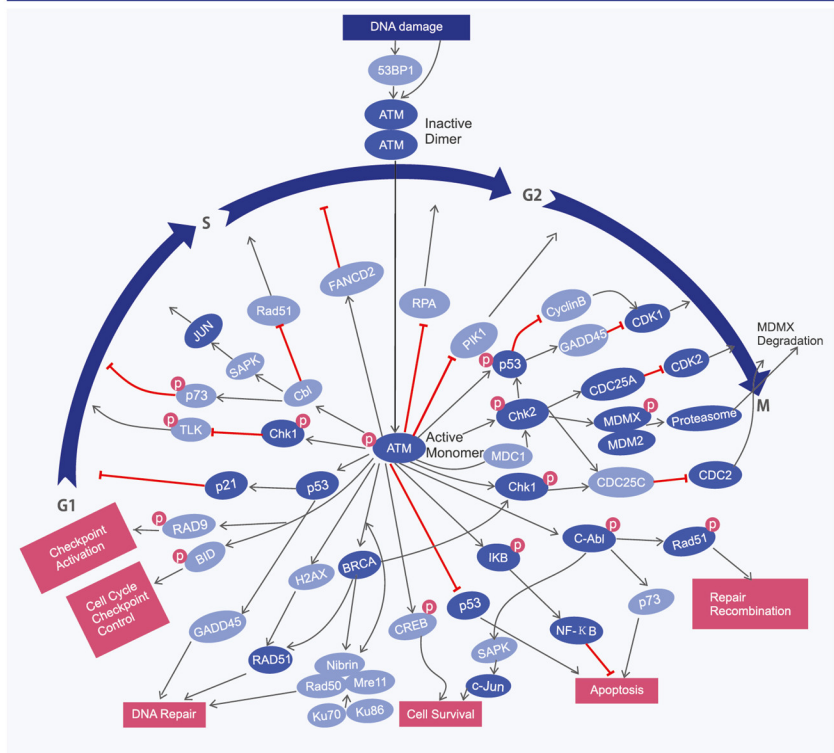 DNA damage
53BP1
ATM
ATM
Inactive
Dimer
G2
S
FANCD2
RPA
Rad51
JUN
SAPK
Cbl
PIK1
CyclinB
GADD45
CDK1
p
p53
MDMX
Degradation
CDC25A
CDK2
p
p73
p
Chk2
MDMX
p
MDM2
Proteasome
M
p
TLK
Chk1
p
p
ATM
Active
Monomer
MDC1
G1
p21
p53
Chk1
p
CDC25C
CDC2
Checkpoint
Activation
p
RAD9
p
BID
Cell Cycle
Checkpoint
Control
H2AX
BRCA
IKB
p
C-Abl
p
Rad51
p
Repair
Recombination
GADD45
CREB
p
p53
p73
NF-κB
RAD51
Nibrin
Rad50
Mre11
Ku70
Ku86
SAPK
c-Jun
DNA Repair
Cell Survival
Apoptosis